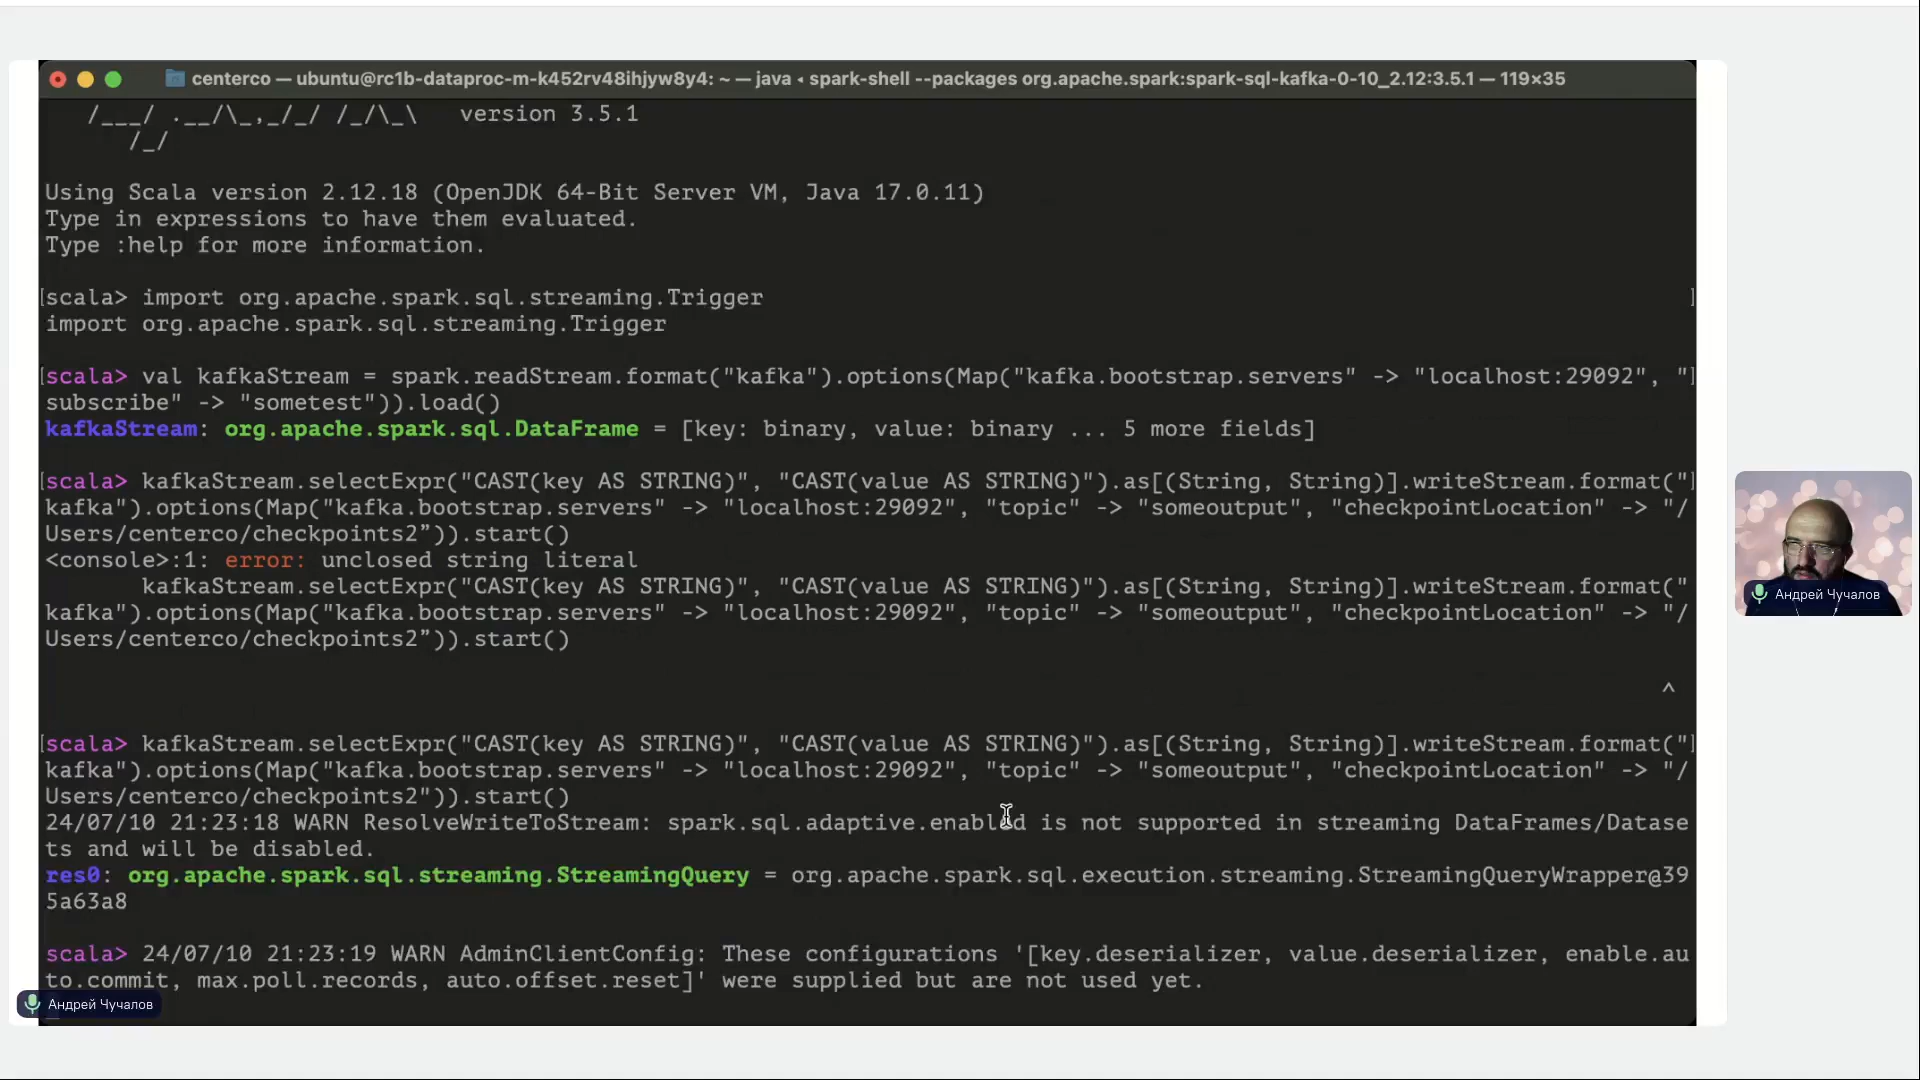 centerco — ubuntu@rc1b-dataproc-m-k452rv48ihjyw8y4: ~ — java ◂ spark-shell --packages org.apache.spark:spark-sql-kafka-0-10_2.12:3.5.1 — 119×35
/___/ .__/\_,_/_/ /_/\_\   version 3.5.1
/_/
Using Scala version 2.12.18 (OpenJDK 64-Bit Server VM, Java 17.0.11)
Type in expressions to have them evaluated.
Type :help for more information.
[scala> import org.apache.spark.sql.streaming.Trigger ]
import org.apache.spark.sql.streaming.Trigger
[scala> val kafkaStream = spark.readStream.format("kafka").options(Map("kafka.bootstrap.servers" -> "localhost:29092", "]
subscribe" -> "sometest")).load()
kafkaStream: org.apache.spark.sql.DataFrame = [key: binary, value: binary ... 5 more fields]
[scala> kafkaStream.selectExpr("CAST(key AS STRING)", "CAST(value AS STRING)").as[(String, String)].writeStream.format("]
kafka").options(Map("kafka.bootstrap.servers" -> "localhost:29092", "topic" -> "someoutput", "checkpointLocation" -> "/
Users/centerco/checkpoints2”)).start()
<console>:1: error: unclosed string literal
kafkaStream.selectExpr("CAST(key AS STRING)", "CAST(value AS STRING)").as[(String, String)].writeStream.format("
kafka").options(Map("kafka.bootstrap.servers" -> "localhost:29092", "topic" -> "someoutput", "checkpointLocation" -> "/
Users/centerco/checkpoints2”)).start()
^
[scala> kafkaStream.selectExpr("CAST(key AS STRING)", "CAST(value AS STRING)").as[(String, String)].writeStream.format("]
kafka").options(Map("kafka.bootstrap.servers" -> "localhost:29092", "topic" -> "someoutput", "checkpointLocation" -> "/
Users/centerco/checkpoints2")).start()
24/07/10 21:23:18 WARN ResolveWriteToStream: spark.sql.adaptive.enabled is not supported in streaming DataFrames/Datase
ts and will be disabled.
res0: org.apache.spark.sql.streaming.StreamingQuery = org.apache.spark.sql.execution.streaming.StreamingQueryWrapper@39
5a63a8
scala> 24/07/10 21:23:19 WARN AdminClientConfig: These configurations '[key.deserializer, value.deserializer, enable.au
to.commit, max.poll.records, auto.offset.reset]' were supplied but are not used yet.
Андрей Чучалов
Андрей Чучалов